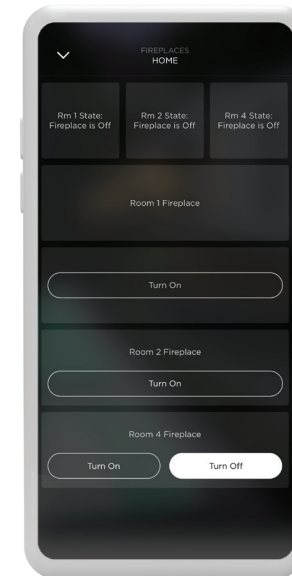 FIREPLACES
HOME
Rm 1 State:
Fireplace is Off
Rm 2 State:
Fireplace is Off
Rm 4 State:
Fireplace is Off
Room 1 Fireplace
Turn On
Room 2 Fireplace
Turn On
Room 4 Fireplace
Turn On
Turn Off